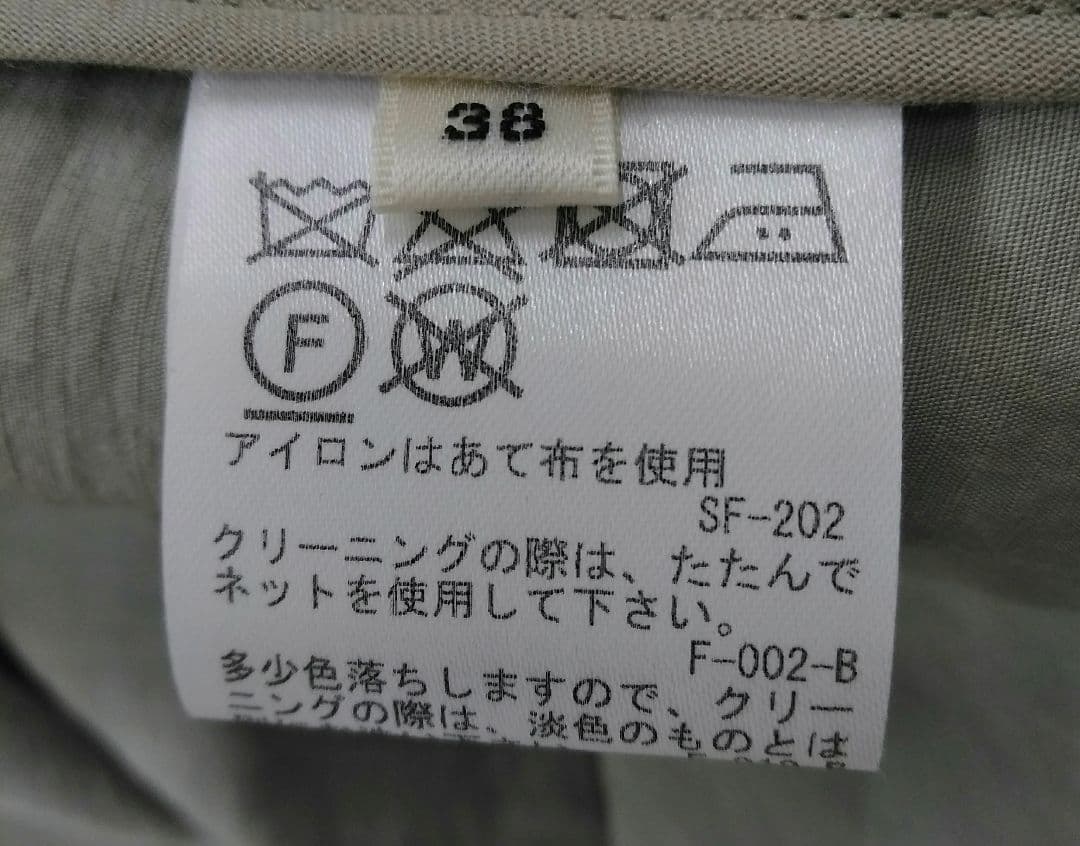 38
F
W
アイロンはあて布を使用
SF-202
クリーニングの際は、たたんで
ネットを使用して下さい。
F-002-B
多少色落ちしますので、クリー
ニングの際は、淡色のものとは